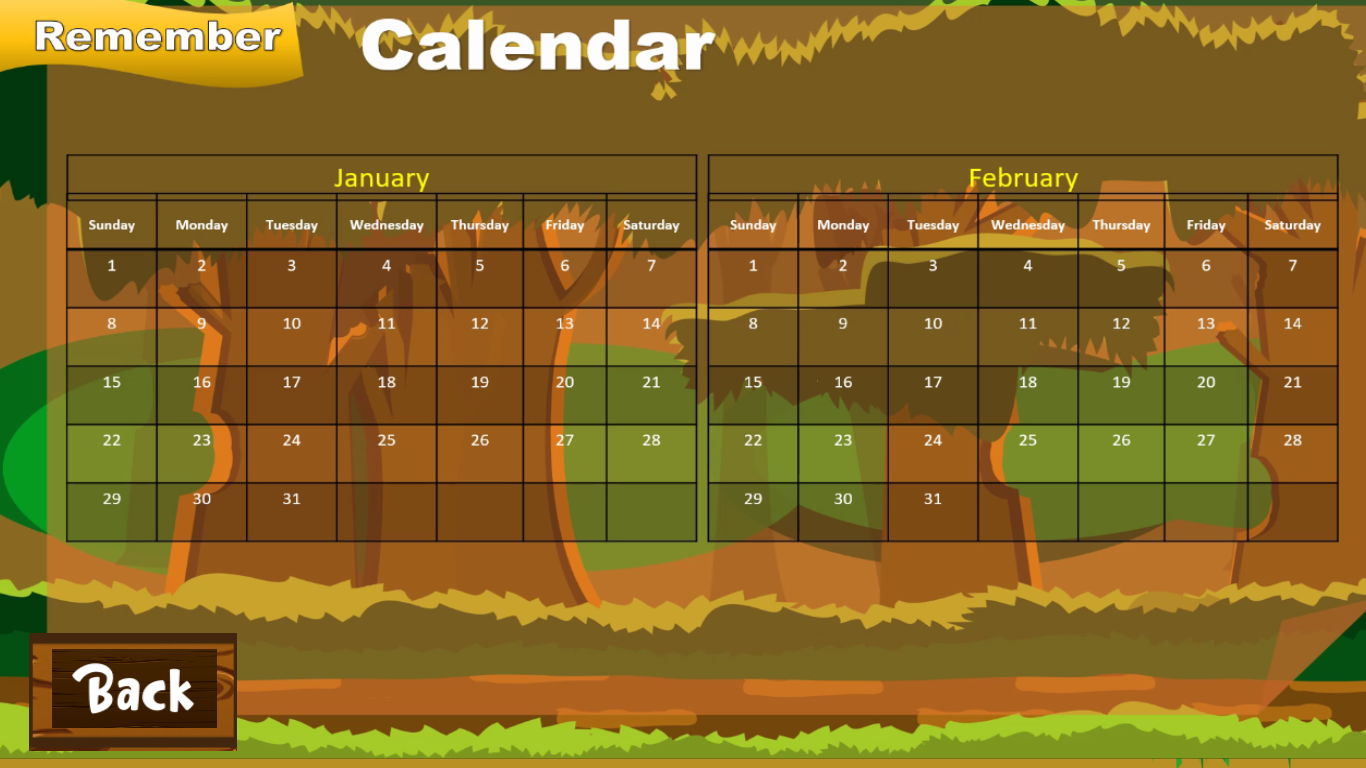 Remember
Calendar
January
Sunday Monday Tuesday Wednesday Thursday Friday Saturday
1 2 3 4 5 6 7
8 9 10 11 12 13 14
15 16 17 18 19 20 21
22 23 24 25 26 27 28
29 30 31
February
Sunday Monday Tuesday Wednesday Thursday Friday Saturday
1 2 3 4 5 6 7
8 9 10 11 12 13 14
15 16 17 18 19 20 21
22 23 24 25 26 27 28
29 30 31
Back